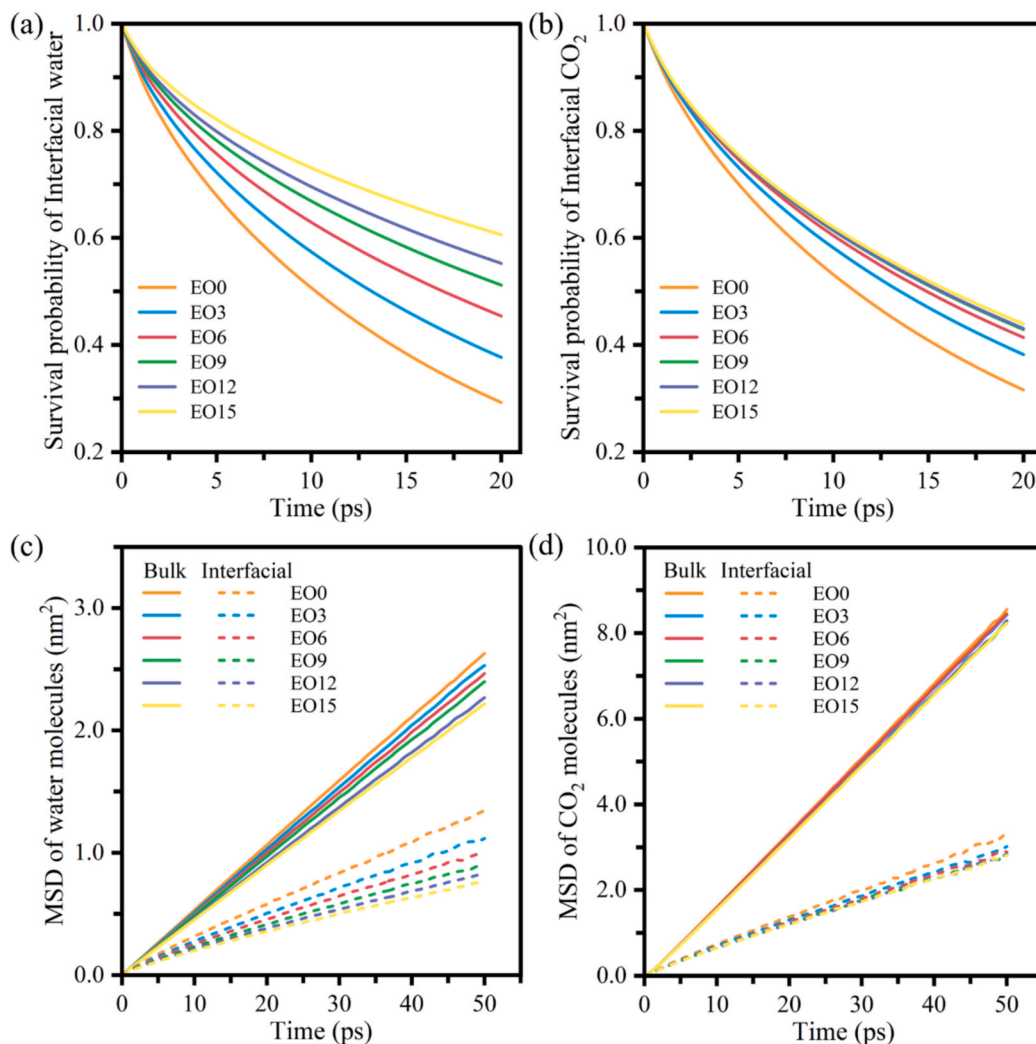 (a)
Survival probability of Interfacial water
1.0
0.8
0.6
0.4
0.2
EO0
EO3
EO6
EO9
EO12
EO15
0 5 10 15 20
Time (ps)
(b)
Survival probability of Interfacial CO₂
1.0
0.8
0.6
0.4
0.2
EO0
EO3
EO6
EO9
EO12
EO15
0 5 10 15 20
Time (ps)
(c)
MSD of water molecules (nm²)
3.0
2.0
1.0
0.0
Bulk Interfacial
EO0
EO3
EO6
EO9
EO12
EO15
0 10 20 30 40 50
Time (ps)
(d)
MSD of CO₂ molecules (nm²)
10.0
8.0
6.0
4.0
2.0
0.0
Bulk Interfacial
EO0
EO3
EO6
EO9
EO12
EO15
0 10 20 30 40 50
Time (ps)